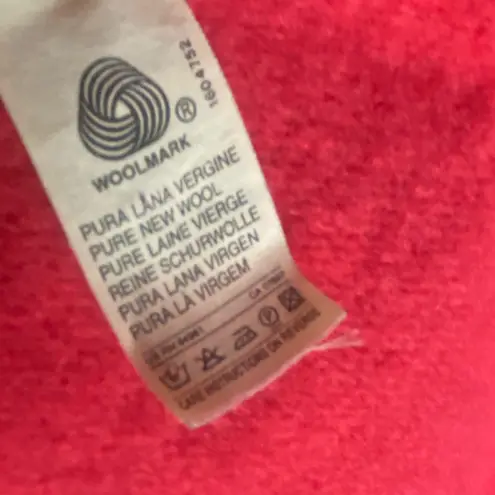 ®
WOOLMARK
1604752
PURA LANA VERGINE
PURE NEW WOOL
PURE LAINE VIERGE
REINE SCHURWOLLE
PURA LANA VIRGEN
PURA LÃ VIRGEM
CARE INSTRUCTIONS ON REVERSE